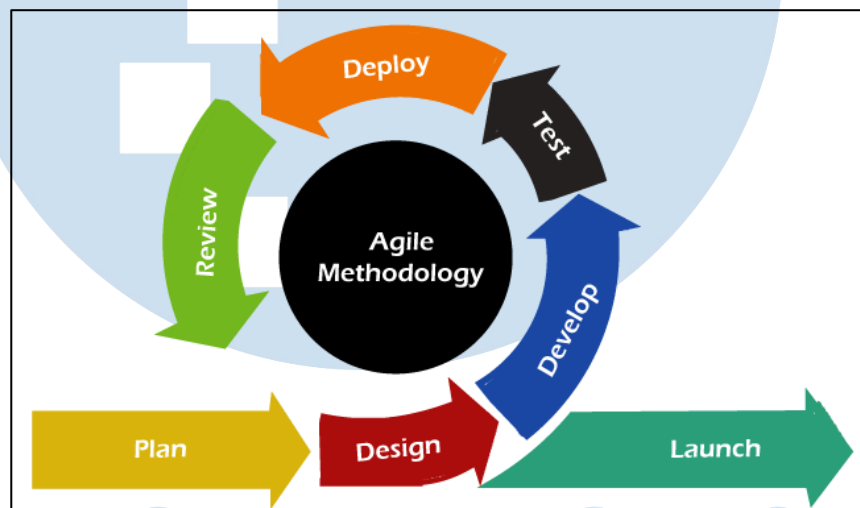 Deploy
Test
Review
Agile
Methodology
Develop
Plan
Design
Launch